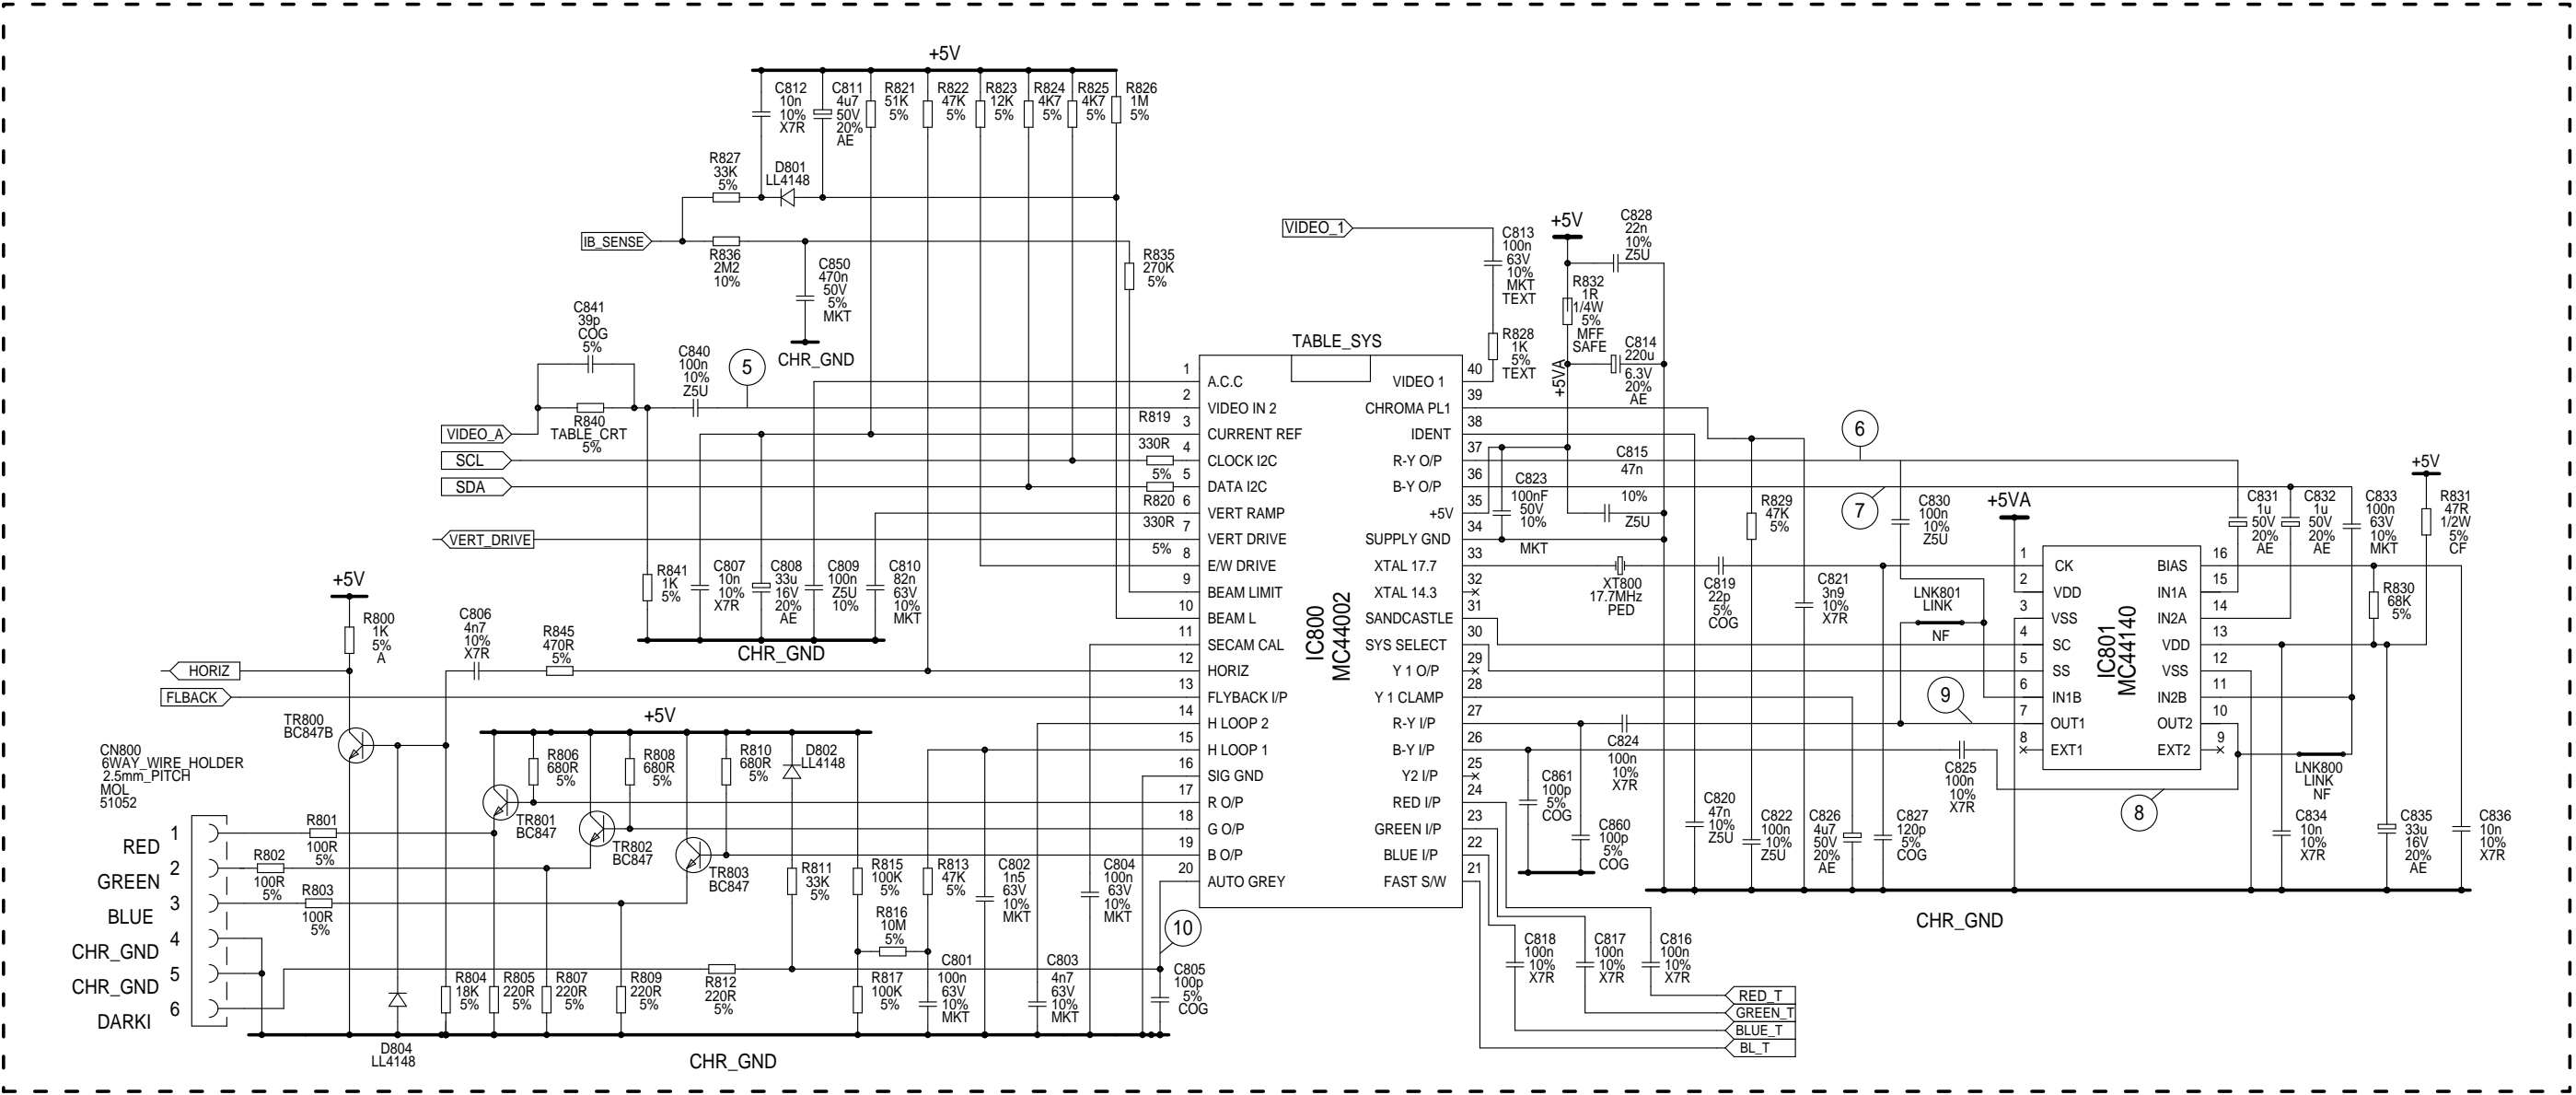 +5V
C812
10n
10%
X7R
C811
4u7
50V
20%
AE
R821
51K
5%
R822
47K
5%
R823
12K
5%
R824
4K7
5%
R825
4K7
5%
R826
1M
5%
R827
33K
5%
D801
LL4148
IB_SENSE
R836
2M2
10%
C850
470n
50V
5%
MKT
CHR_GND
R835
270K
5%
C841
39p
COG
5%
R840
TABLE_CRT
5%
C840
100n
10%
Z5U
5
VIDEO_A
SCL
SDA
VERT_DRIVE
R819
330R
5%
R820
330R
5%
R841
1K
5%
C807
10n
10%
X7R
C808
33u
16V
20%
AE
C809
100n
Z5U
10%
C810
82n
63V
10%
MKT
CHR_GND
+5V
R800
1K
5%
A
C806
4n7
10%
X7R
R845
470R
5%
HORIZ
FLBACK
TR800
BC847B
CN800
6WAY_WIRE_HOLDER
2.5mm_PITCH
MOL
51052
+5V
R806
680R
5%
R808
680R
5%
R810
680R
5%
D802
LL4148
TR801
BC847
TR802
BC847
TR803
BC847
RED
1
GREEN
2
BLUE
3
CHR_GND
4
CHR_GND
5
DARKI
6
R801
100R
5%
R802
100R
5%
R803
100R
5%
D804
LL4148
R804
18K
5%
R805
220R
5%
R807
220R
5%
R809
220R
5%
R812
220R
5%
R811
33K
5%
R815
100K
5%
R816
10M
5%
R817
100K
5%
R813
47K
5%
C801
100n
63V
10%
MKT
C802
1n5
63V
10%
MKT
C803
4n7
63V
10%
MKT
C804
100n
63V
10%
MKT
C805
100p
5%
COG
10
CHR_GND
TABLE_SYS
IC800
MC44002
1 A.C.C
2 VIDEO IN 2
3 CURRENT REF
4 CLOCK I2C
5 DATA I2C
6 VERT RAMP
7 VERT DRIVE
8 E/W DRIVE
9 BEAM LIMIT
10 BEAM L
11 SECAM CAL
12 HORIZ
13 FLYBACK I/P
14 H LOOP 2
15 H LOOP 1
16 SIG GND
17 R O/P
18 G O/P
19 B O/P
20 AUTO GREY
VIDEO 1 40
CHROMA PL1 39
IDENT 38
R-Y O/P 37
B-Y O/P 36
+5V 35
SUPPLY GND 34
XTAL 17.7 33
XTAL 14.3 32
SANDCASTLE 31
SYS SELECT 30
Y 1 O/P 29
Y 1 CLAMP 28
R-Y I/P 27
B-Y I/P 26
Y2 I/P 25
RED I/P 24
GREEN I/P 23
BLUE I/P 22
FAST S/W 21
VIDEO_1
C813
100n
63V
10%
MKT
TEXT
R828
1K
5%
TEXT
+5V
C828
22n
10%
Z5U
R832
1R
1/4W
5%
MFF
SAFE
+5VA
C814
220u
6.3V
20%
AE
C815
47n
10%
Z5U
C823
100nF
50V
10%
MKT
XT800
17.7MHz
PED
C819
22p
5%
COG
R829
47K
5%
C821
3n9
10%
X7R
6
7
C830
100n
10%
Z5U
LNK801
LINK
NF
+5VA
9
C824
100n
10%
X7R
C825
100n
10%
X7R
C861
100p
5%
COG
C860
100p
5%
COG
C820
47n
10%
Z5U
C822
100n
10%
Z5U
C826
4u7
50V
20%
AE
C827
120p
5%
COG
CHR_GND
C818
100n
10%
X7R
C817
100n
10%
X7R
C816
100n
10%
X7R
RED_T
GREEN_T
BLUE_T
BL_T
IC801
MC44140
1 CK
2 VDD
3 VSS
4 SC
5 SS
6 IN1B
7 OUT1
8 EXT1
BIAS 16
IN1A 15
IN2A 14
VDD 13
VSS 12
IN2B 11
OUT2 10
EXT2 9
8
C831
1u
50V
20%
AE
C832
1u
50V
20%
AE
C833
100n
63V
10%
MKT
+5V
R831
47R
1/2W
5%
CF
R830
68K
5%
LNK800
LINK
NF
C834
10n
10%
X7R
C835
33u
16V
20%
AE
C836
10n
10%
X7R